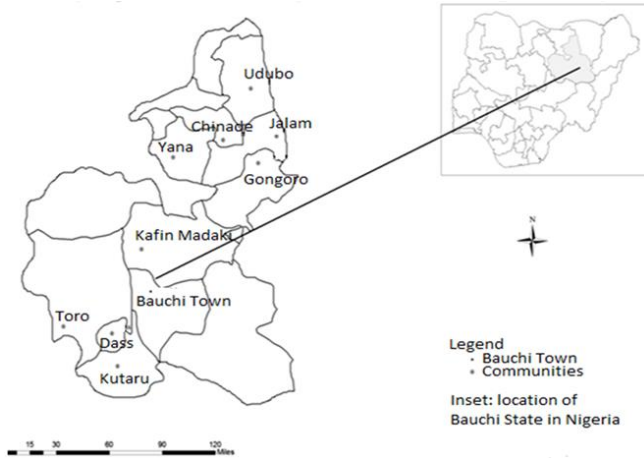 Udubo
Chinade
Jalam
Yana
Gongoro
Kafin Madaki
N
Bauchi Town
Toro
Dass
Kutaru
Legend
Bauchi Town
Communities
Inset: location of
Bauchi State in Nigeria
15 30 60 90 120
Miles